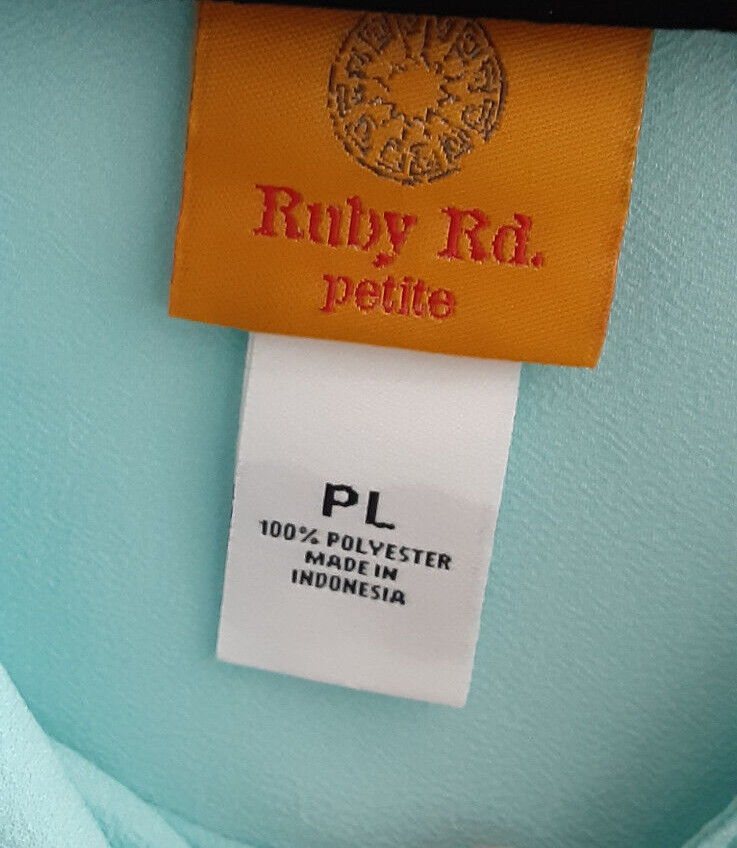 Ruby Rd.
petite
PL
100% POLYESTER
MADE IN
INDONESIA